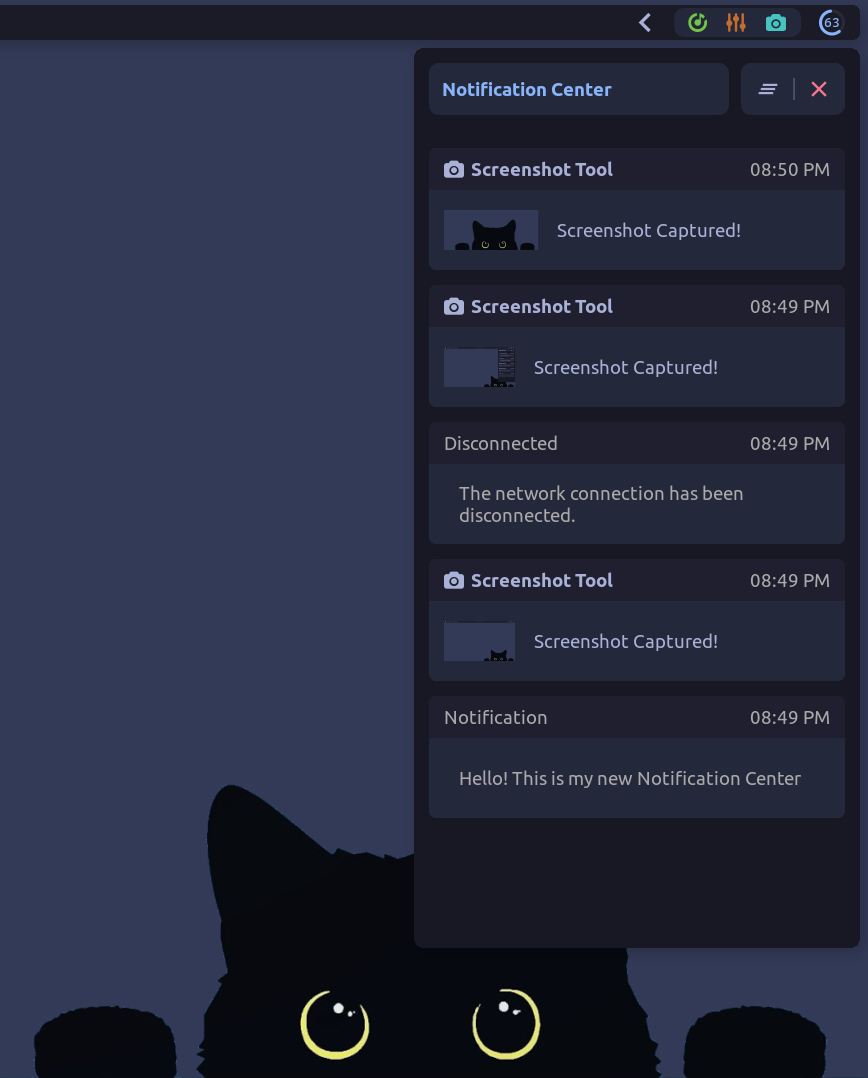 63
Notification Center
Screenshot Tool 08:50 PM
Screenshot Captured!
Screenshot Tool 08:49 PM
Screenshot Captured!
Disconnected 08:49 PM
The network connection has been
disconnected.
Screenshot Tool 08:49 PM
Screenshot Captured!
Notification 08:49 PM
Hello! This is my new Notification Center